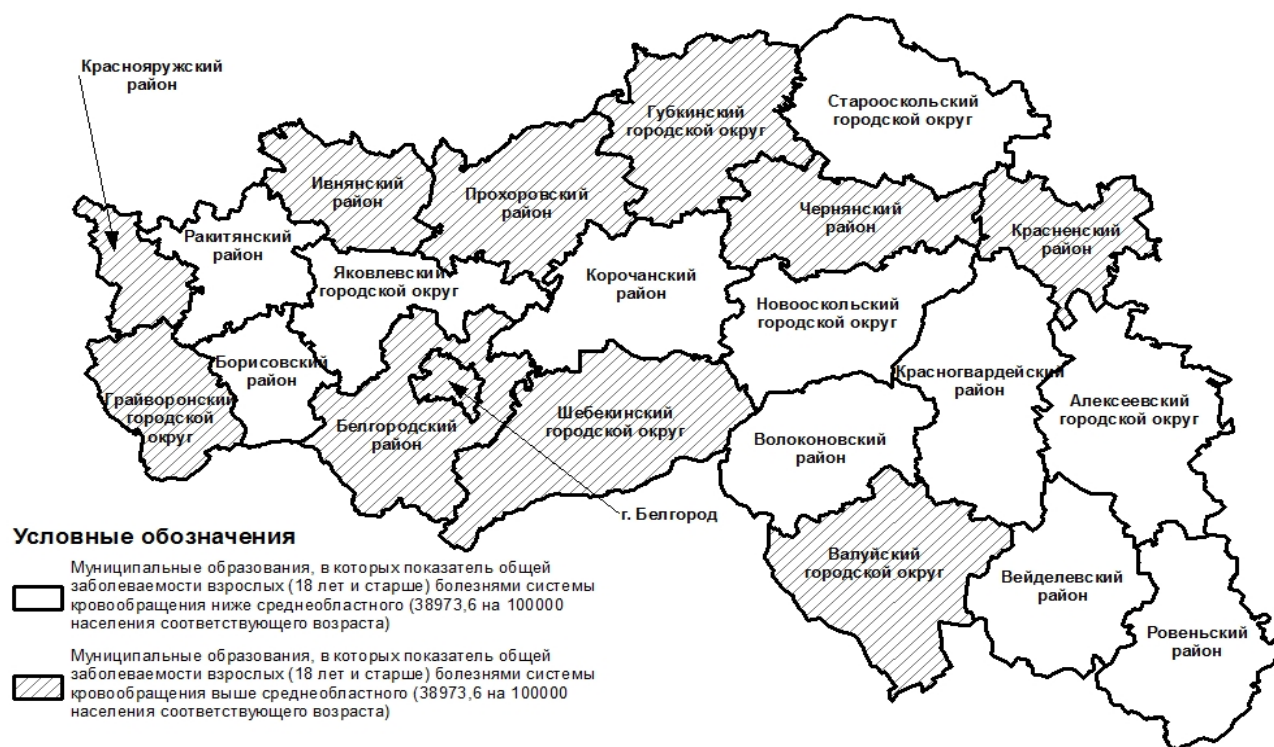 Краснояружский
район
Губкинский
городской округ
Старооскольский
городской округ
Ивнянский
район
Прохоровский
район
Чернянский
район
Красненский
район
Ракитянский
район
Яковлевский
городской округ
Корочанский
район
Новооскольский
городской округ
Борисовский
район
Красногвардейский
район
Грайворонский
городской
округ
Белгородский
район
Шебекинский
городской округ
Алексеевский
городской округ
Волоконовский
район
г. Белгород
Валуйский
городской округ
Вейделевский
район
Ровеньский
район
Условные обозначения
Муниципальные образования, в которых показатель общей
заболеваемости взрослых (18 лет и старше) болезнями системы
кровообращения ниже среднеобластного (38973,6 на 100000
населения соответствующего возраста)
Муниципальные образования, в которых показатель общей
заболеваемости взрослых (18 лет и старше) болезнями системы
кровообращения выше среднеобластного (38973,6 на 100000
населения соответствующего возраста)